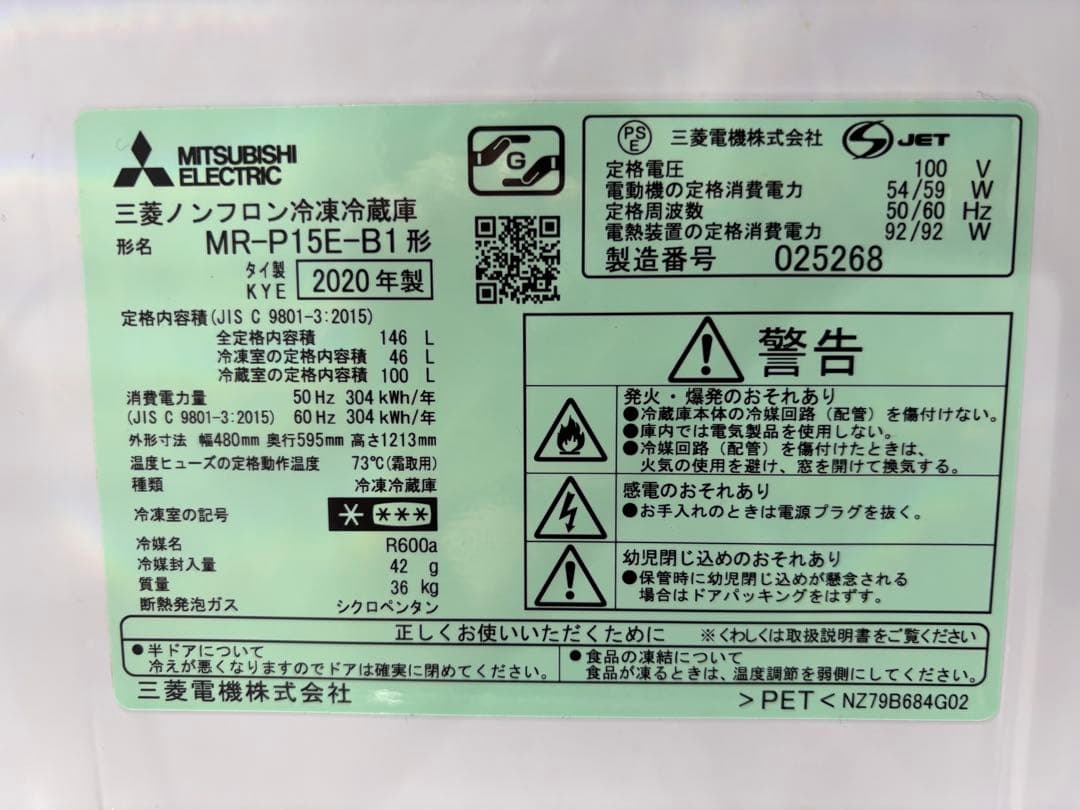 MITSUBISHI
ELECTRIC
三菱ノンフロン冷凍冷蔵庫
形名 MR-P15E-B1形
タイ製
KYE 2020年製
G
PS
E 三菱電機株式会社 JET
定格電圧 100 V
電動機の定格消費電力 54/59 W
定格周波数 50/60 Hz
電熱装置の定格消費電力 92/92 W
製造番号 025268
定格内容積(JIS C 9801-3:2015)
全定格内容積 146 L
冷凍室の定格内容積 46 L
冷蔵室の定格内容積 100 L
消費電力量 50 Hz 304 kWh/年
(JIS C 9801-3:2015) 60 Hz 304 kWh/年
外形寸法 幅480mm 奥行595mm 高さ1213mm
温度ヒューズの定格動作温度 73℃(霜取用)
種類 冷凍冷蔵庫
冷凍室の記号 * ***
冷媒名 R600a
冷媒封入量 42 g
質量 36 kg
断熱発泡ガス シクロペンタン
警告
発火・爆発のおそれあり
●冷蔵庫本体の冷媒回路（配管）を傷付けない。
●庫内では電気製品を使用しない。
●冷媒回路（配管）を傷付けたときは、
火気の使用を避け、窓を開けて換気する。
感電のおそれあり
●お手入れのときは電源プラグを抜く。
幼児閉じ込めのおそれあり
●保管時に幼児閉じ込めが懸念される
場合はドアパッキングをはずす。
正しくお使いいただくために ※くわしくは取扱説明書をご覧ください
●半ドアについて
冷えが悪くなりますのでドアは確実に閉めてください。
●食品の凍結について
食品が凍るときは、温度調節を弱側にしてください。
三菱電機株式会社
>PET< NZ79B684G02